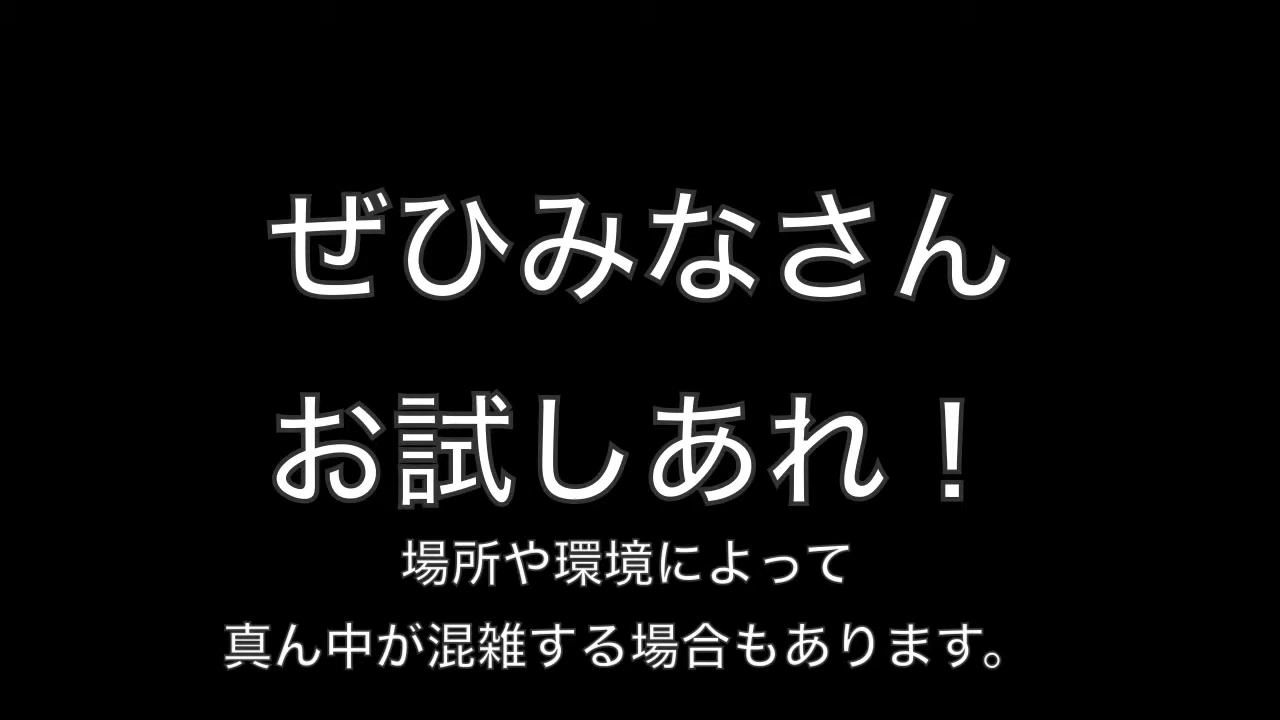 ぜひみなさん
お試しあれ！
場所や環境によって
真ん中が混雑する場合もあります。